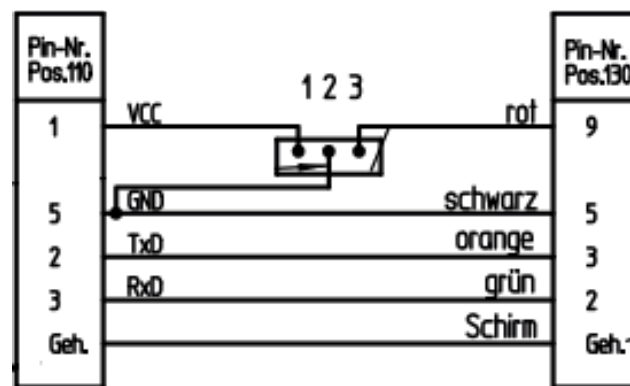 Pin-Nr.
Pos.110
Pin-Nr.
Pos.130
1 2 3
1 VCC rot 9
5 GND schwarz 5
2 TxD orange 3
3 RxD grün 2
Geh. Schirm Geh.